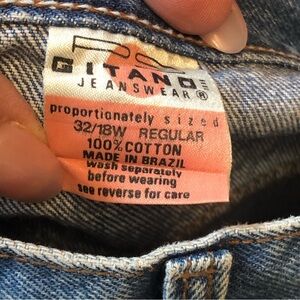 GITANO
JEANSWEAR ®
proportionately sized
32/18W REGULAR
100% COTTON
MADE IN BRAZIL
wash separately
before wearing
see reverse for care